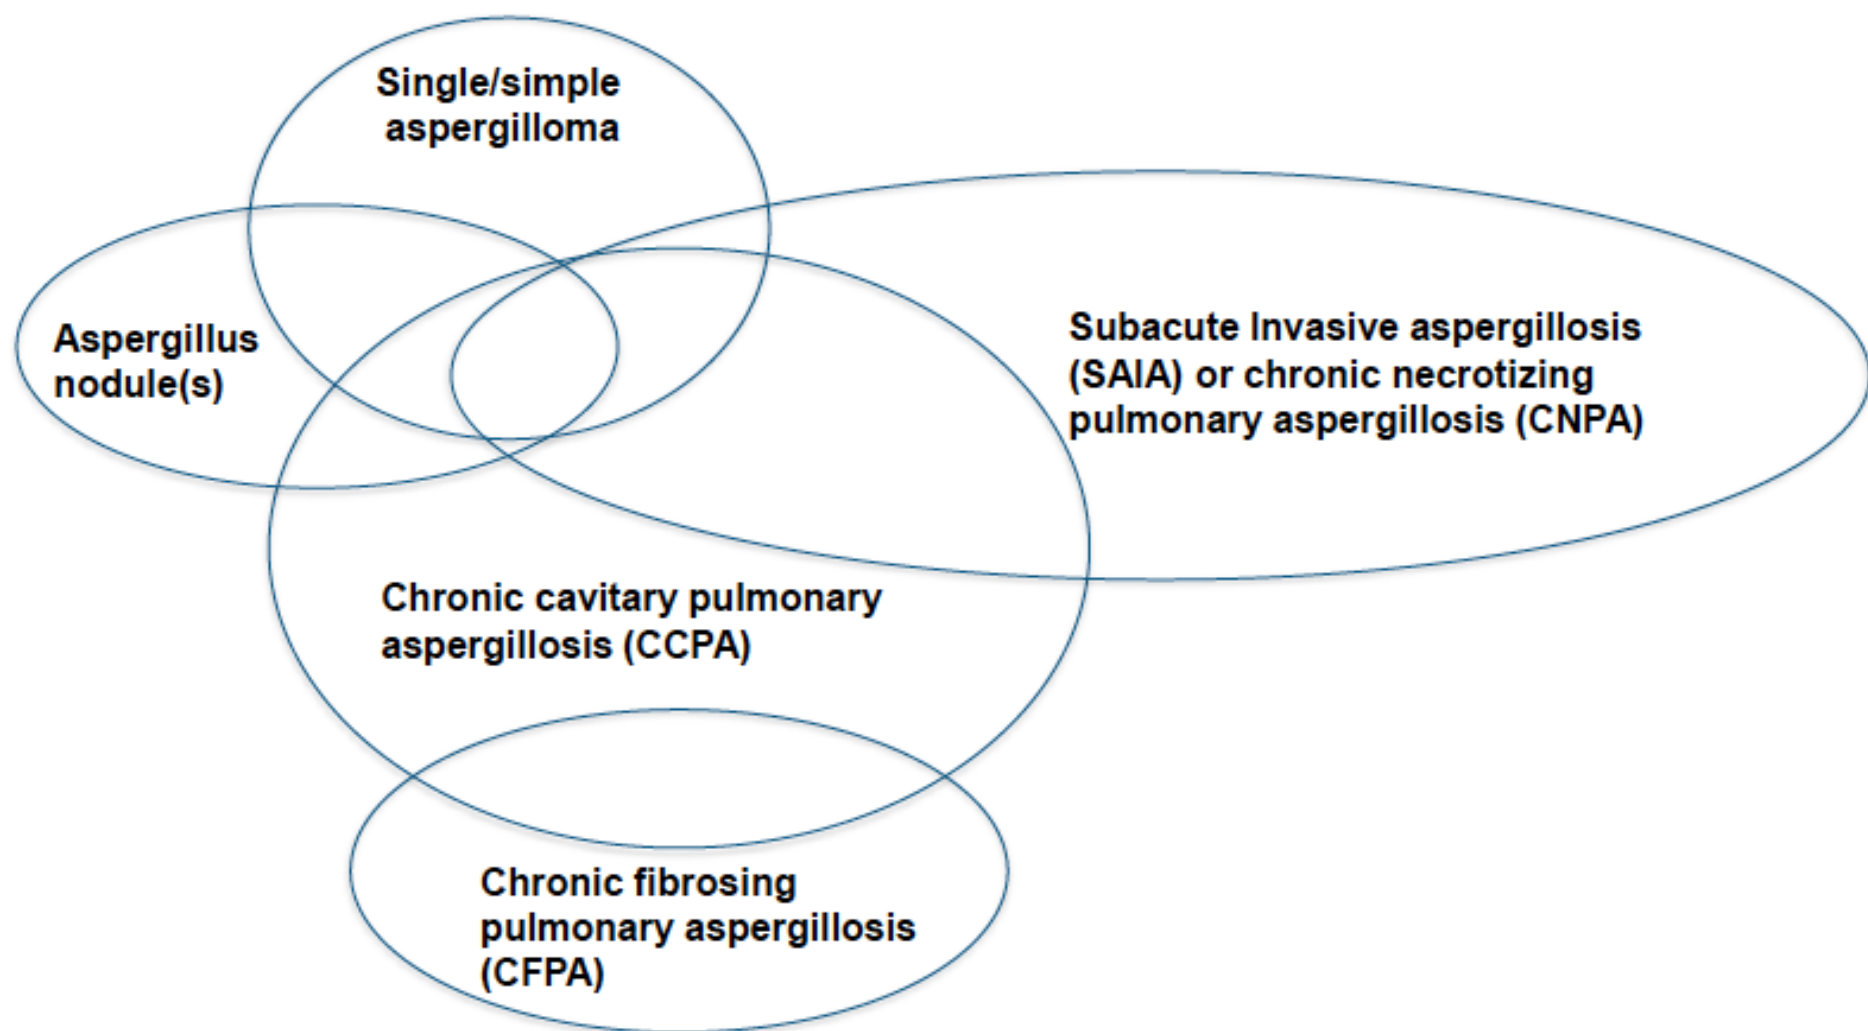 Single/simple
aspergilloma
Aspergillus
nodule(s)
Subacute Invasive aspergillosis
(SAIA) or chronic necrotizing
pulmonary aspergillosis (CNPA)
Chronic cavitary pulmonary
aspergillosis (CCPA)
Chronic fibrosing
pulmonary aspergillosis
(CFPA)